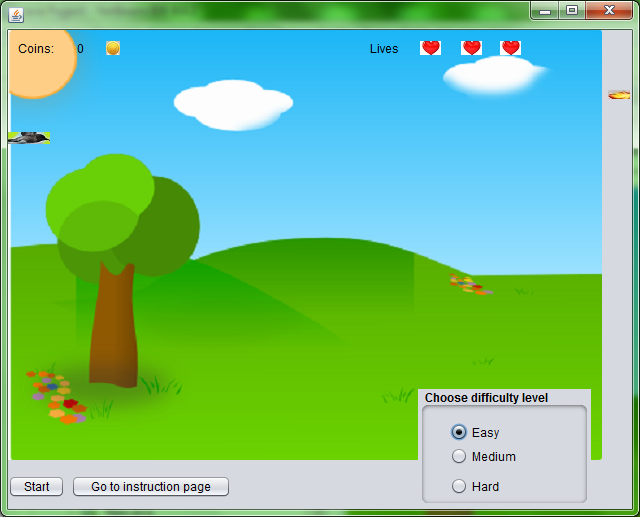 Coins: 0
Lives
Choose difficulty level
Easy
Medium
Hard
Start
Go to instruction page